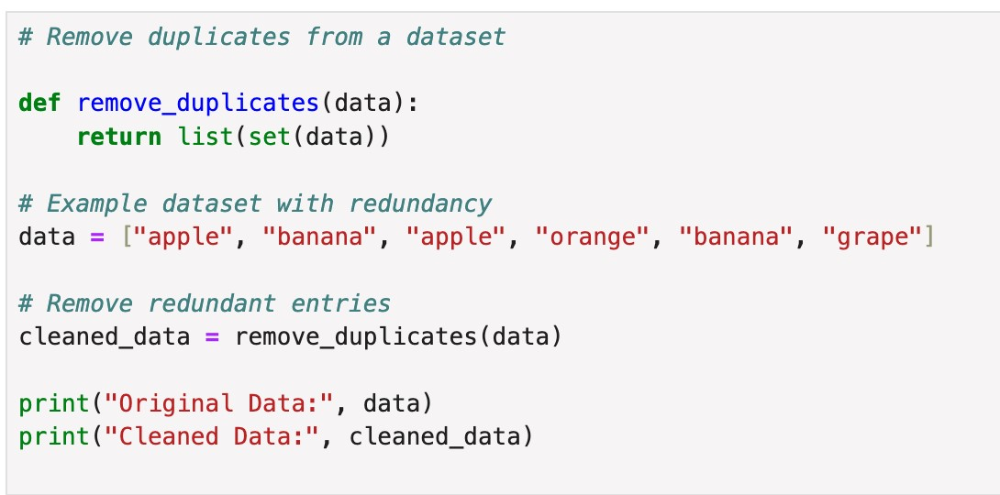 # Remove duplicates from a dataset
def remove_duplicates(data):
    return list(set(data))
# Example dataset with redundancy
data = ["apple", "banana", "apple", "orange", "banana", "grape"]
# Remove redundant entries
cleaned_data = remove_duplicates(data)
print("Original Data:", data)
print("Cleaned Data:", cleaned_data)